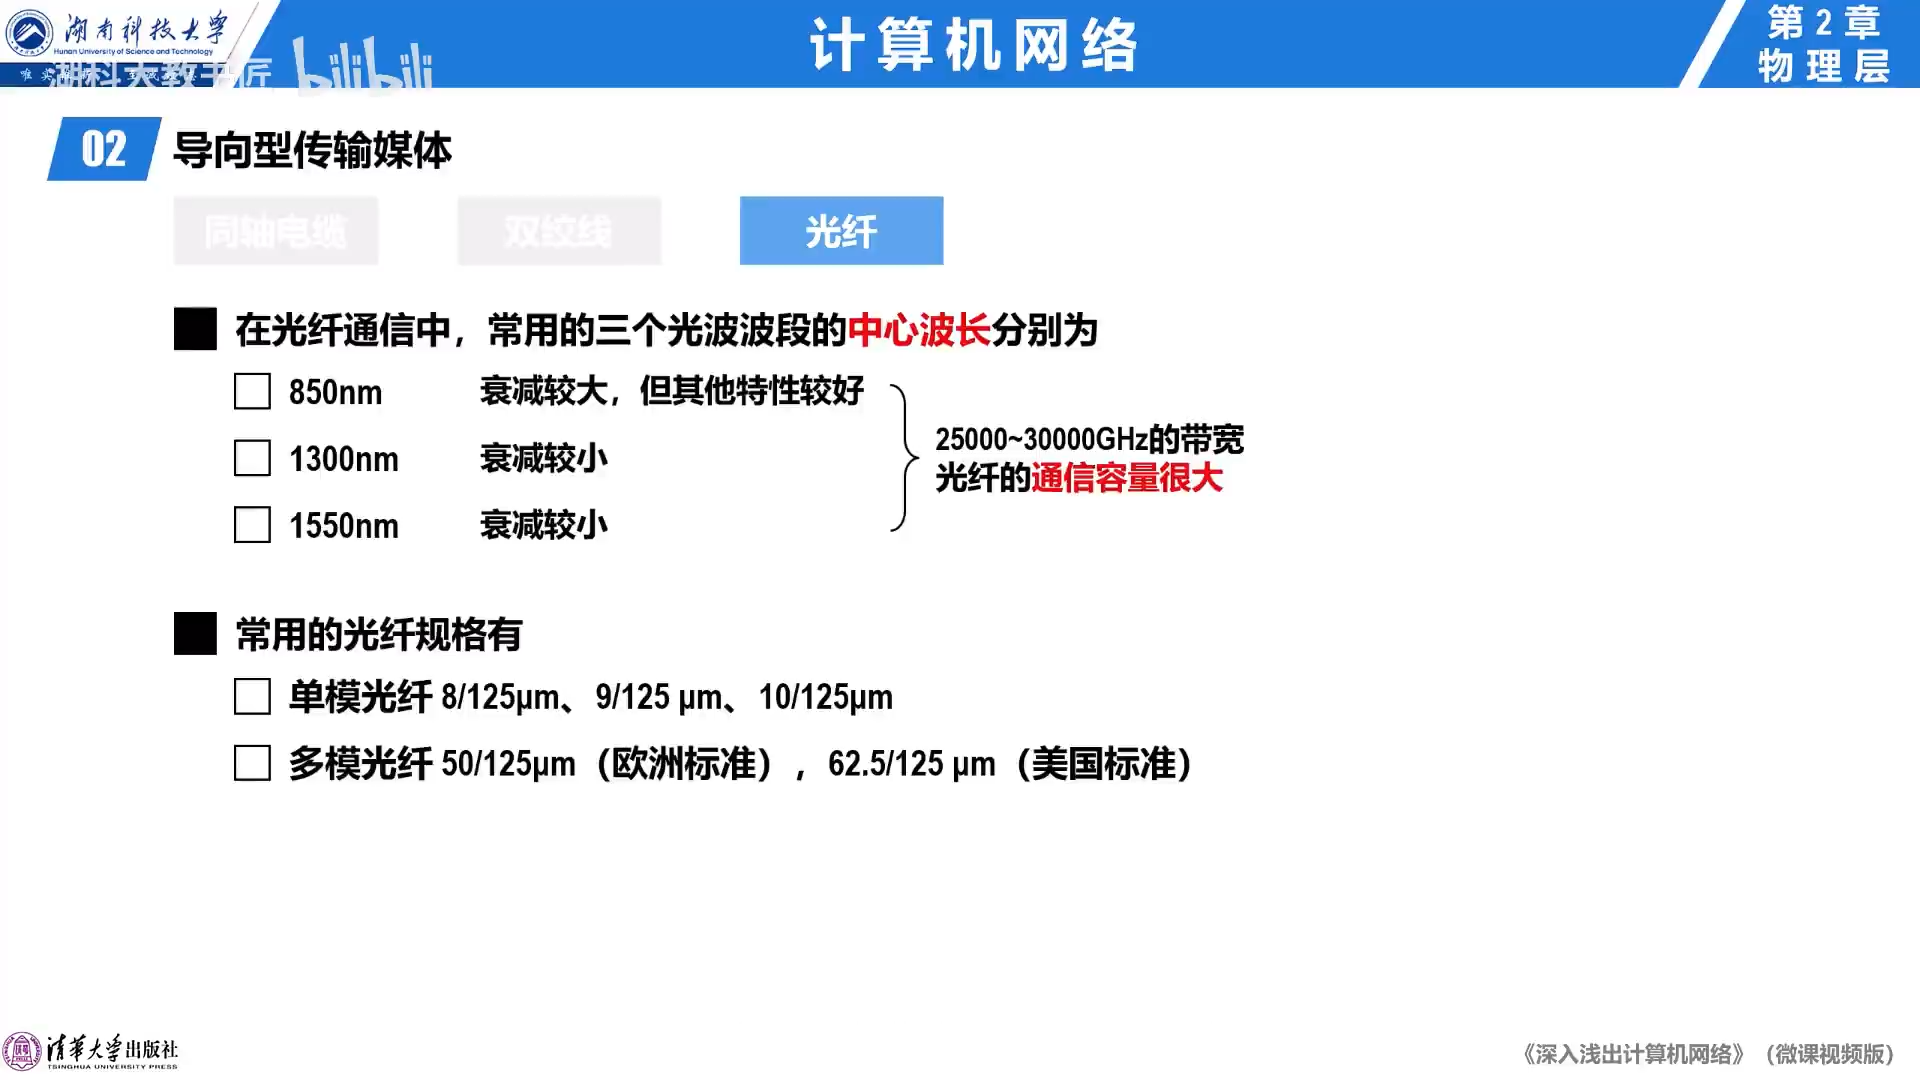 湖南科技大学
Hunan University of Science and Technology
湖科大教书匠
bilibili
计算机网络
第2章
物理层
02
导向型传输媒体
同轴电缆
双绞线
光纤
在光纤通信中，常用的三个光波波段的中心波长分别为
850nm 衰减较大，但其他特性较好
1300nm 衰减较小
1550nm 衰减较小
25000~30000GHz的带宽
光纤的通信容量很大
常用的光纤规格有
单模光纤 8/125μm、9/125 μm、10/125μm
多模光纤 50/125μm（欧洲标准），62.5/125 μm（美国标准）
清华大学出版社
TSINGHUA UNIVERSITY PRESS
《深入浅出计算机网络》（微课视频版）